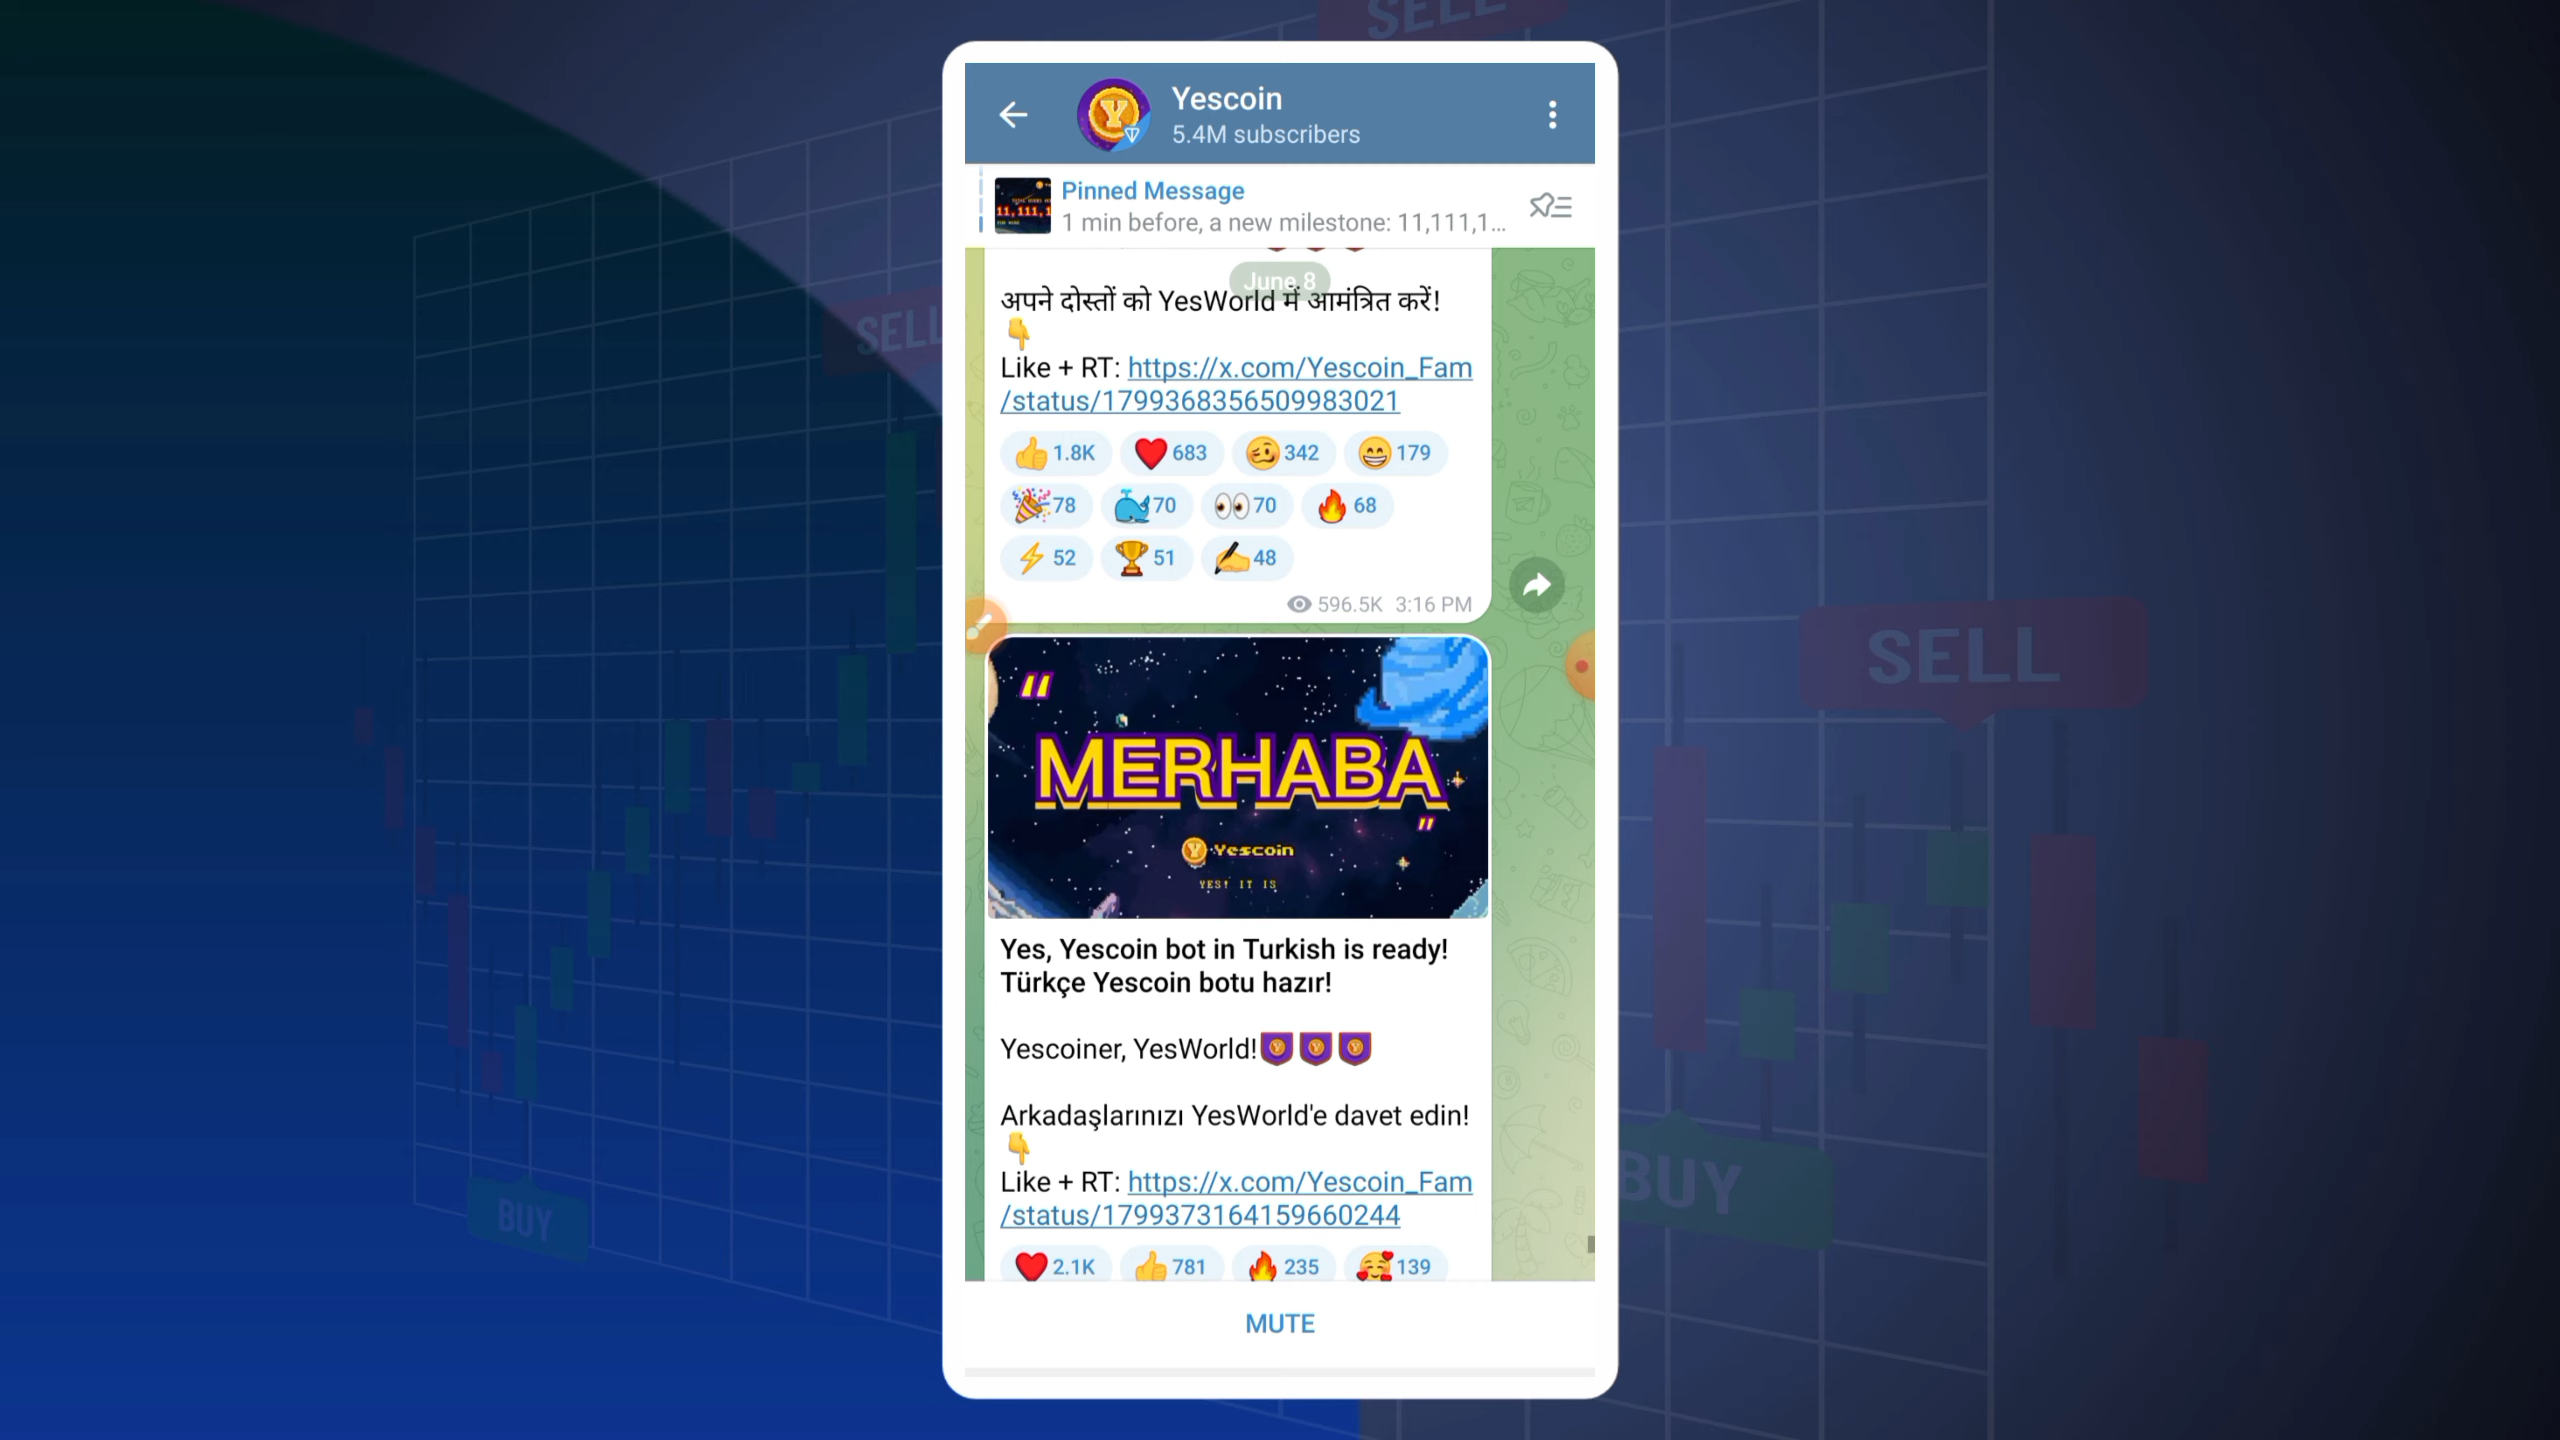 SELL
Yescoin
5.4M subscribers
Pinned Message
1 min before, a new milestone: 11,111,1...
11,111,1
June 8
अपने दोस्तों को YesWorld में आमंत्रित करें!
Like + RT: https://x.com/Yescoin_Fam
/status/1799368356509983021
1.8K 683 342 179
78 70 70 68
52 51 48
596.5K 3:16 PM
SELL
SELL
"
MERHABA
"
Yescoin
YES! IT IS
Yes, Yescoin bot in Turkish is ready!
Türkçe Yescoin botu hazır!
Yescoiner, YesWorld!
Arkadaşlarınızı YesWorld'e davet edin!
Like + RT: https://x.com/Yescoin_Fam
/status/1799373164159660244
2.1K 781 235 139
BUY
BUY
MUTE